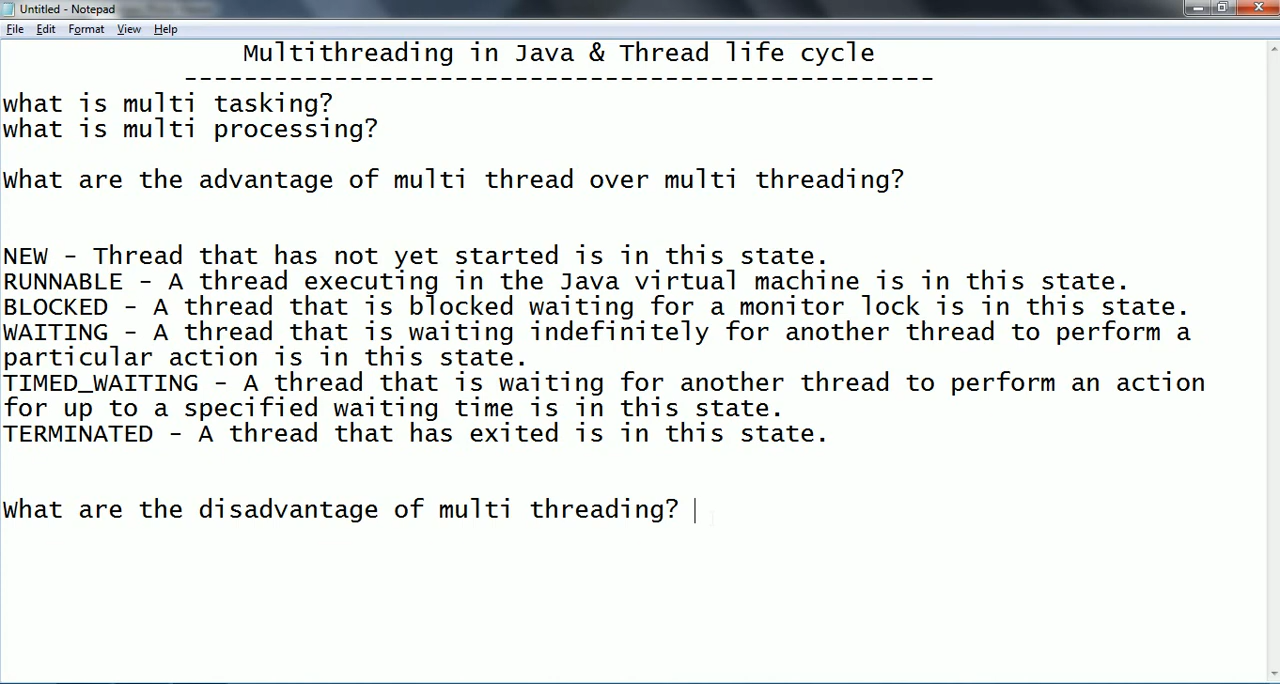 Untitled - Notepad
File Edit Format View Help
Multithreading in Java & Thread life cycle
--------------------------------------------------
what is multi tasking?
what is multi processing?
What are the advantage of multi thread over multi threading?
NEW - Thread that has not yet started is in this state.
RUNNABLE - A thread executing in the Java virtual machine is in this state.
BLOCKED - A thread that is blocked waiting for a monitor lock is in this state.
WAITING - A thread that is waiting indefinitely for another thread to perform a
particular action is in this state.
TIMED_WAITING - A thread that is waiting for another thread to perform an action
for up to a specified waiting time is in this state.
TERMINATED - A thread that has exited is in this state.
What are the disadvantage of multi threading?